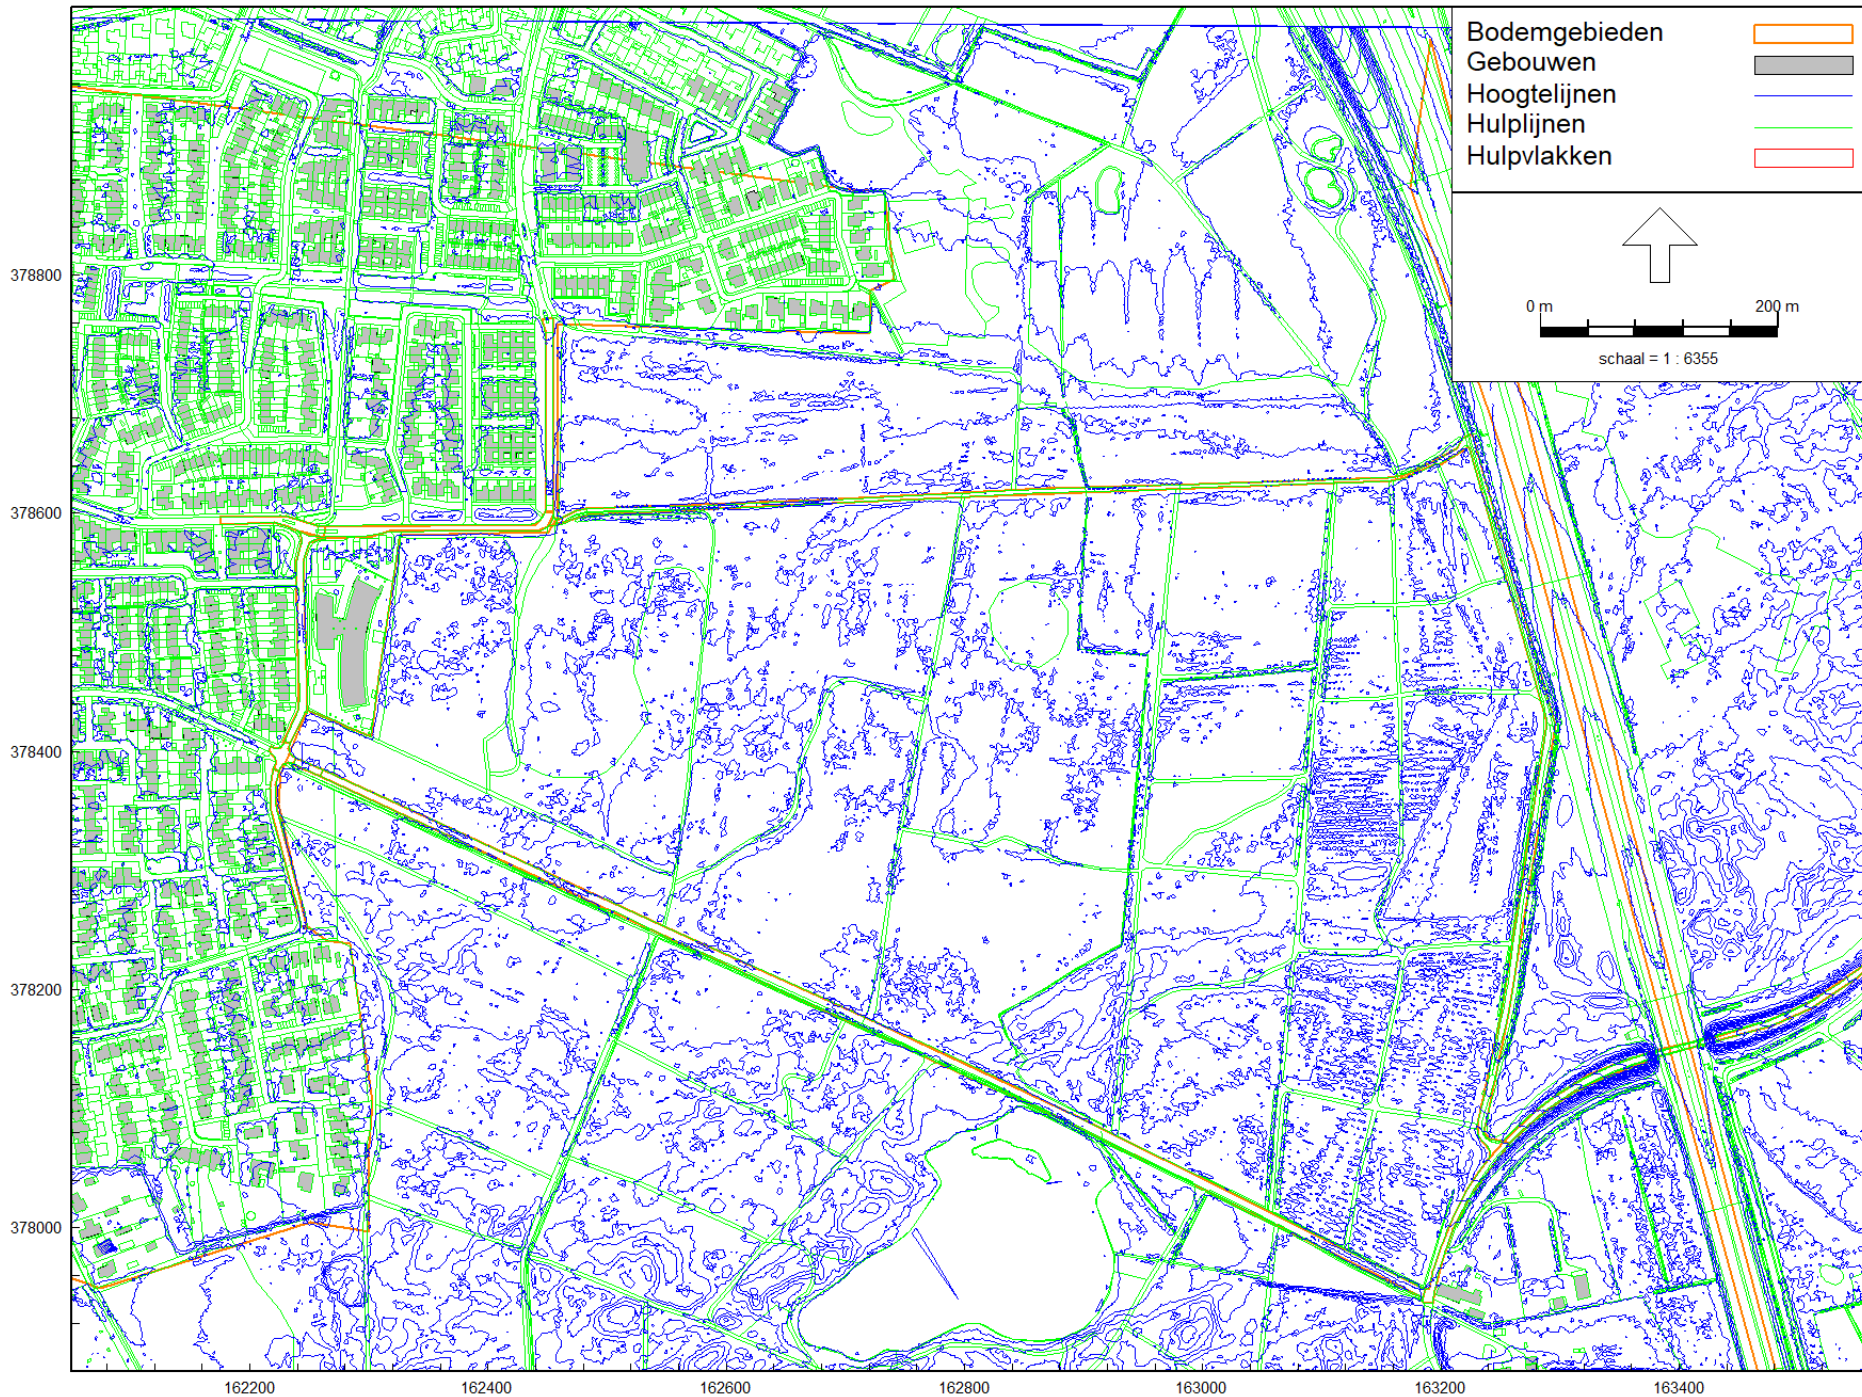 Bodemgebieden
Gebouwen
Hoogtelijnen
Hulplijnen
Hulpvlakken
0 m 200 m
schaal = 1 : 6355
378800
378600
378400
378200
378000
162200 162400 162600 162800 163000 163200 163400